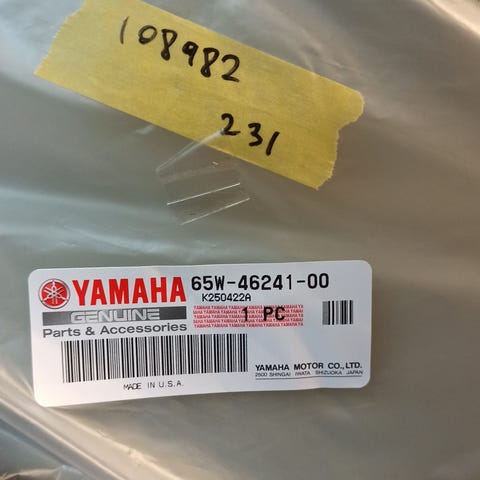 108982
231
YAMAHA 65W-46241-00
K250422A
GENUINE
1 PC
Parts & Accessories
MADE IN U.S.A.
YAMAHA MOTOR CO.,LTD.
2500 SHINGAI IWATA SHIZUOKA JAPAN